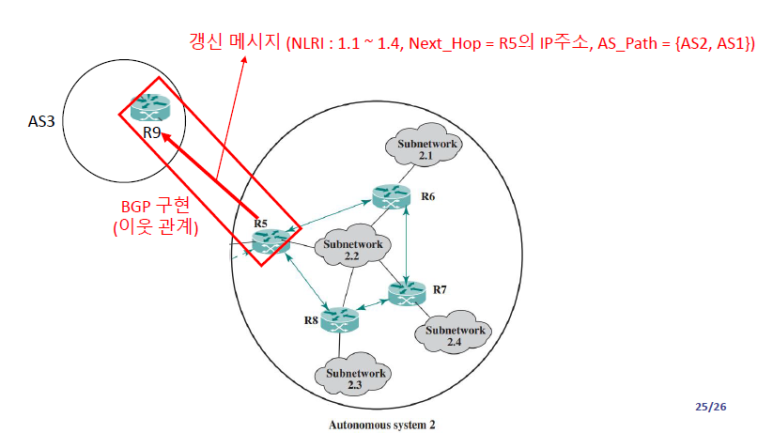 갱신 메시지 (NLRI : 1.1 ~ 1.4, Next_Hop = R5의 IP주소, AS_Path = {AS2, AS1})
AS3
R9
BGP 구현
(이웃 관계)
Subnetwork
2.1
R6
R5
Subnetwork
2.2
R7
R8
Subnetwork
2.4
Subnetwork
2.3
25/26
Autonomous system 2